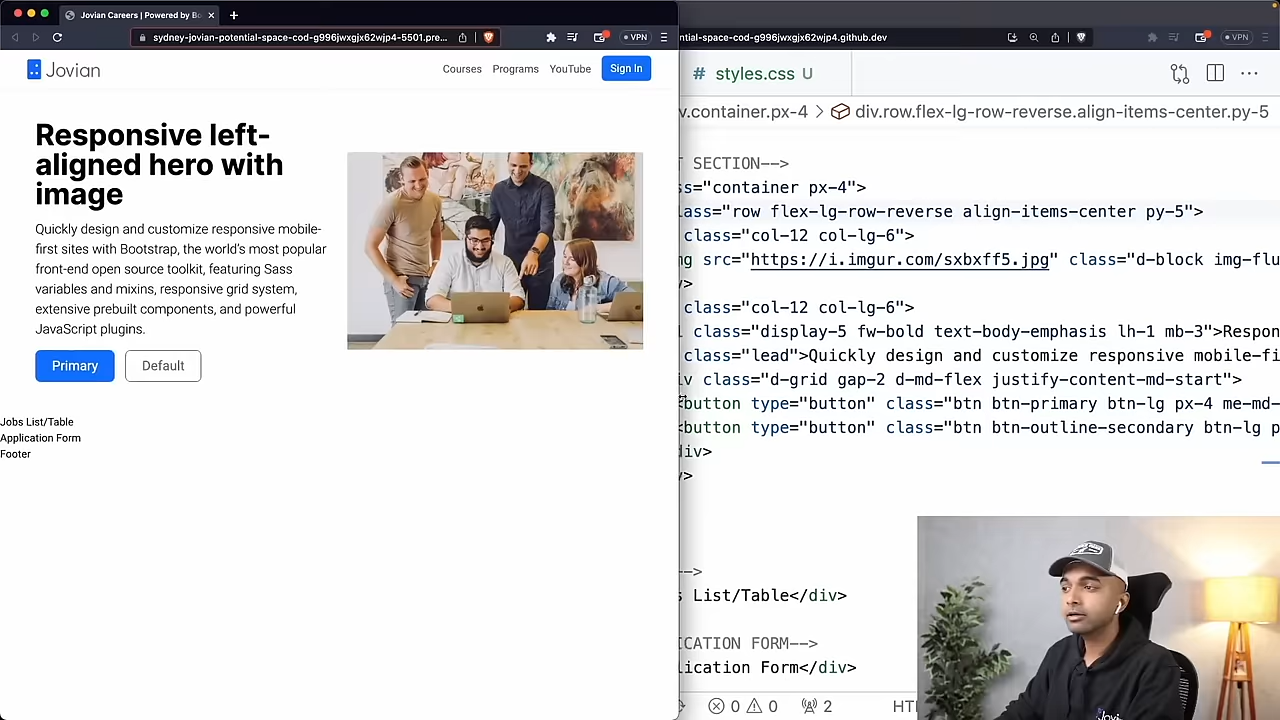 Jovian Careers | Powered by Bo
sydney-jovian-potential-space-cod-g996jwxgjx62wjp4-5501.pre...
VPN
Jovian
Courses
Programs
YouTube
Sign In
Responsive left-
aligned hero with
image
Quickly design and customize responsive mobile-
first sites with Bootstrap, the world's most popular
front-end open source toolkit, featuring Sass
variables and mixins, responsive grid system,
extensive prebuilt components, and powerful
JavaScript plugins.
Primary
Default
Jobs List/Table
Application Form
Footer
ntial-space-cod-g996jwxgjx62wjp4.github.dev
VPN
# styles.css U
v.container.px-4 > div.row.flex-lg-row-reverse.align-items-center.py-5
T SECTION-->
ss="container px-4">
lass="row flex-lg-row-reverse align-items-center py-5">
class="col-12 col-lg-6">
ng src="https://i.imgur.com/sxbxff5.jpg" class="d-block img-flu
v>
class="col-12 col-lg-6">
class="display-5 fw-bold text-body-emphasis lh-1 mb-3">Respon
class="lead">Quickly design and customize responsive mobile-fi
iv class="d-grid gap-2 d-md-flex justify-content-md-start">
<button type="button" class="btn btn-primary btn-lg px-4 me-md-
<button type="button" class="btn btn-outline-secondary btn-lg p
div>
v>
-->
s List/Table</div>
ICATION FORM-->
lication Form</div>
0
0
2
HTM